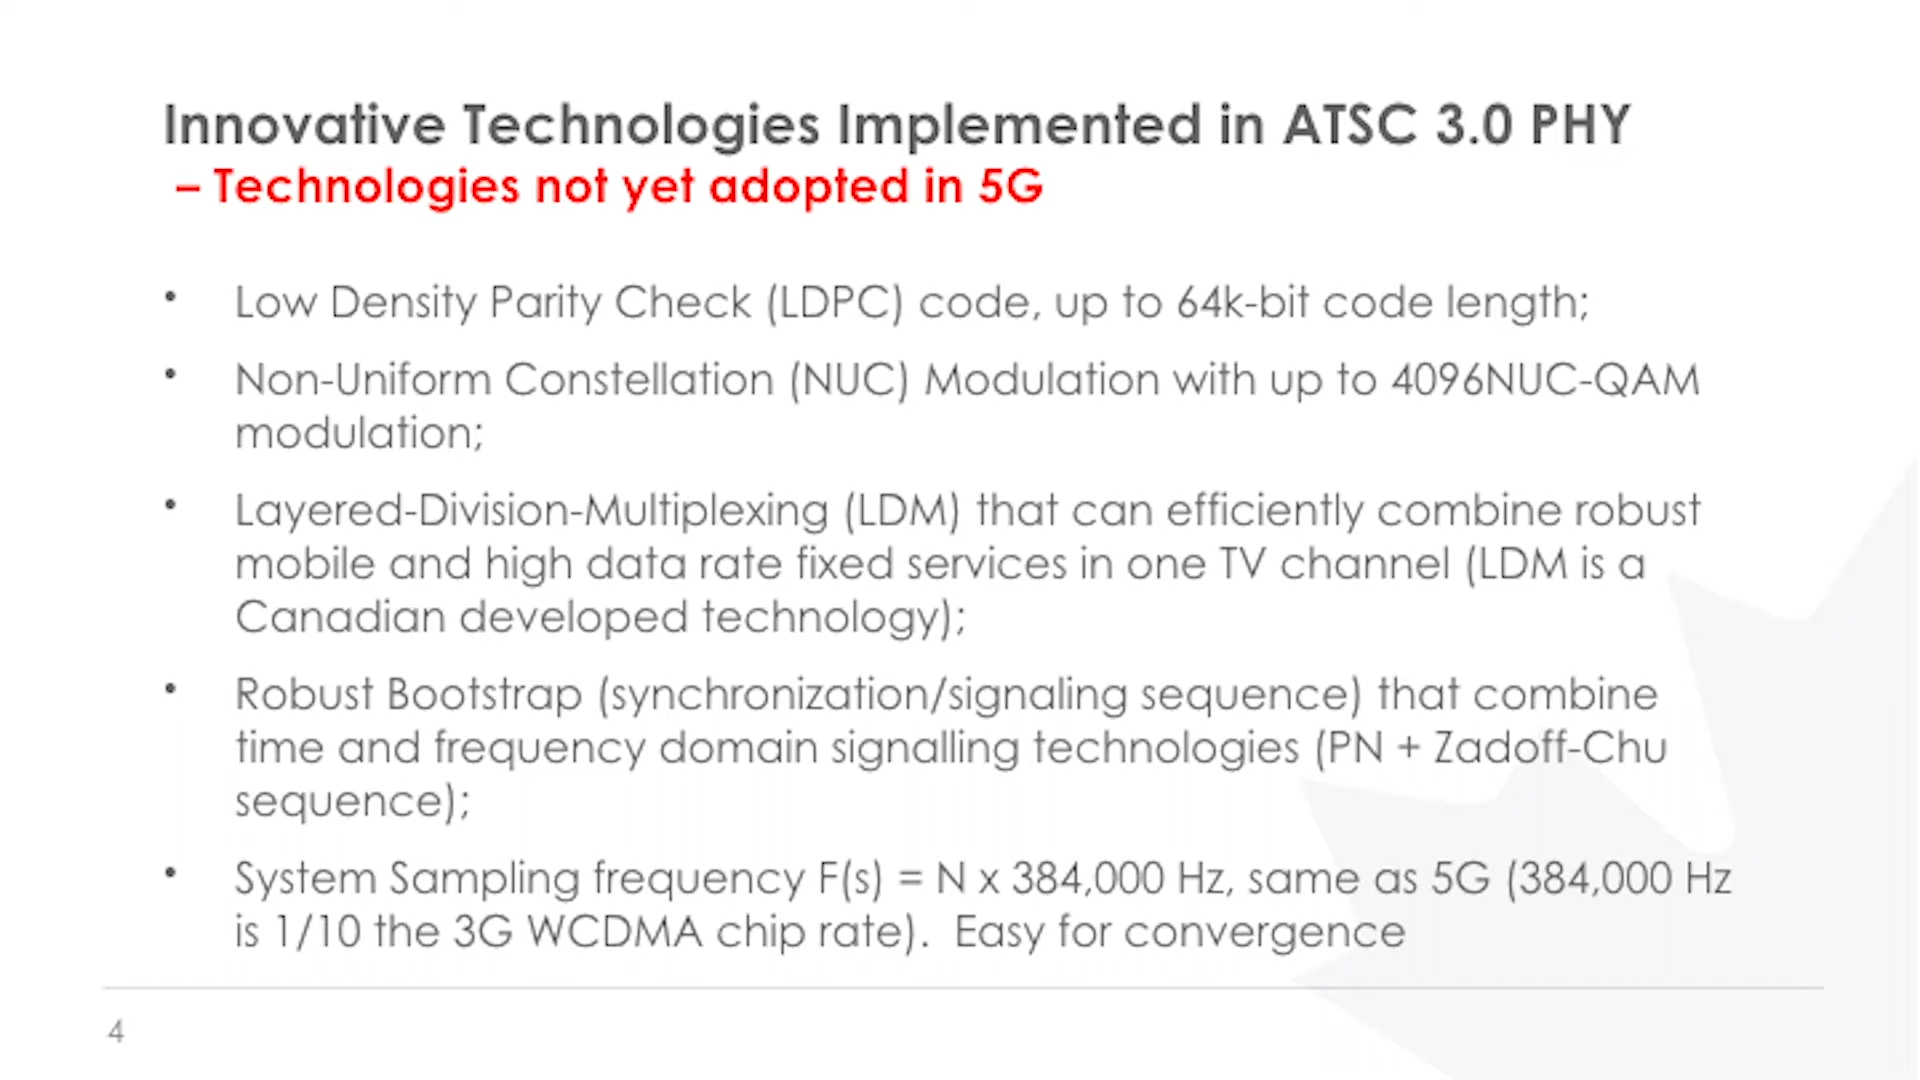 Innovative Technologies Implemented in ATSC 3.0 PHY
– Technologies not yet adopted in 5G
• Low Density Parity Check (LDPC) code, up to 64k-bit code length;
• Non-Uniform Constellation (NUC) Modulation with up to 4096NUC-QAM
modulation;
• Layered-Division-Multiplexing (LDM) that can efficiently combine robust
mobile and high data rate fixed services in one TV channel (LDM is a
Canadian developed technology);
• Robust Bootstrap (synchronization/signaling sequence) that combine
time and frequency domain signalling technologies (PN + Zadoff-Chu
sequence);
• System Sampling frequency F(s) = N x 384,000 Hz, same as 5G (384,000 Hz
is 1/10 the 3G WCDMA chip rate).  Easy for convergence
4